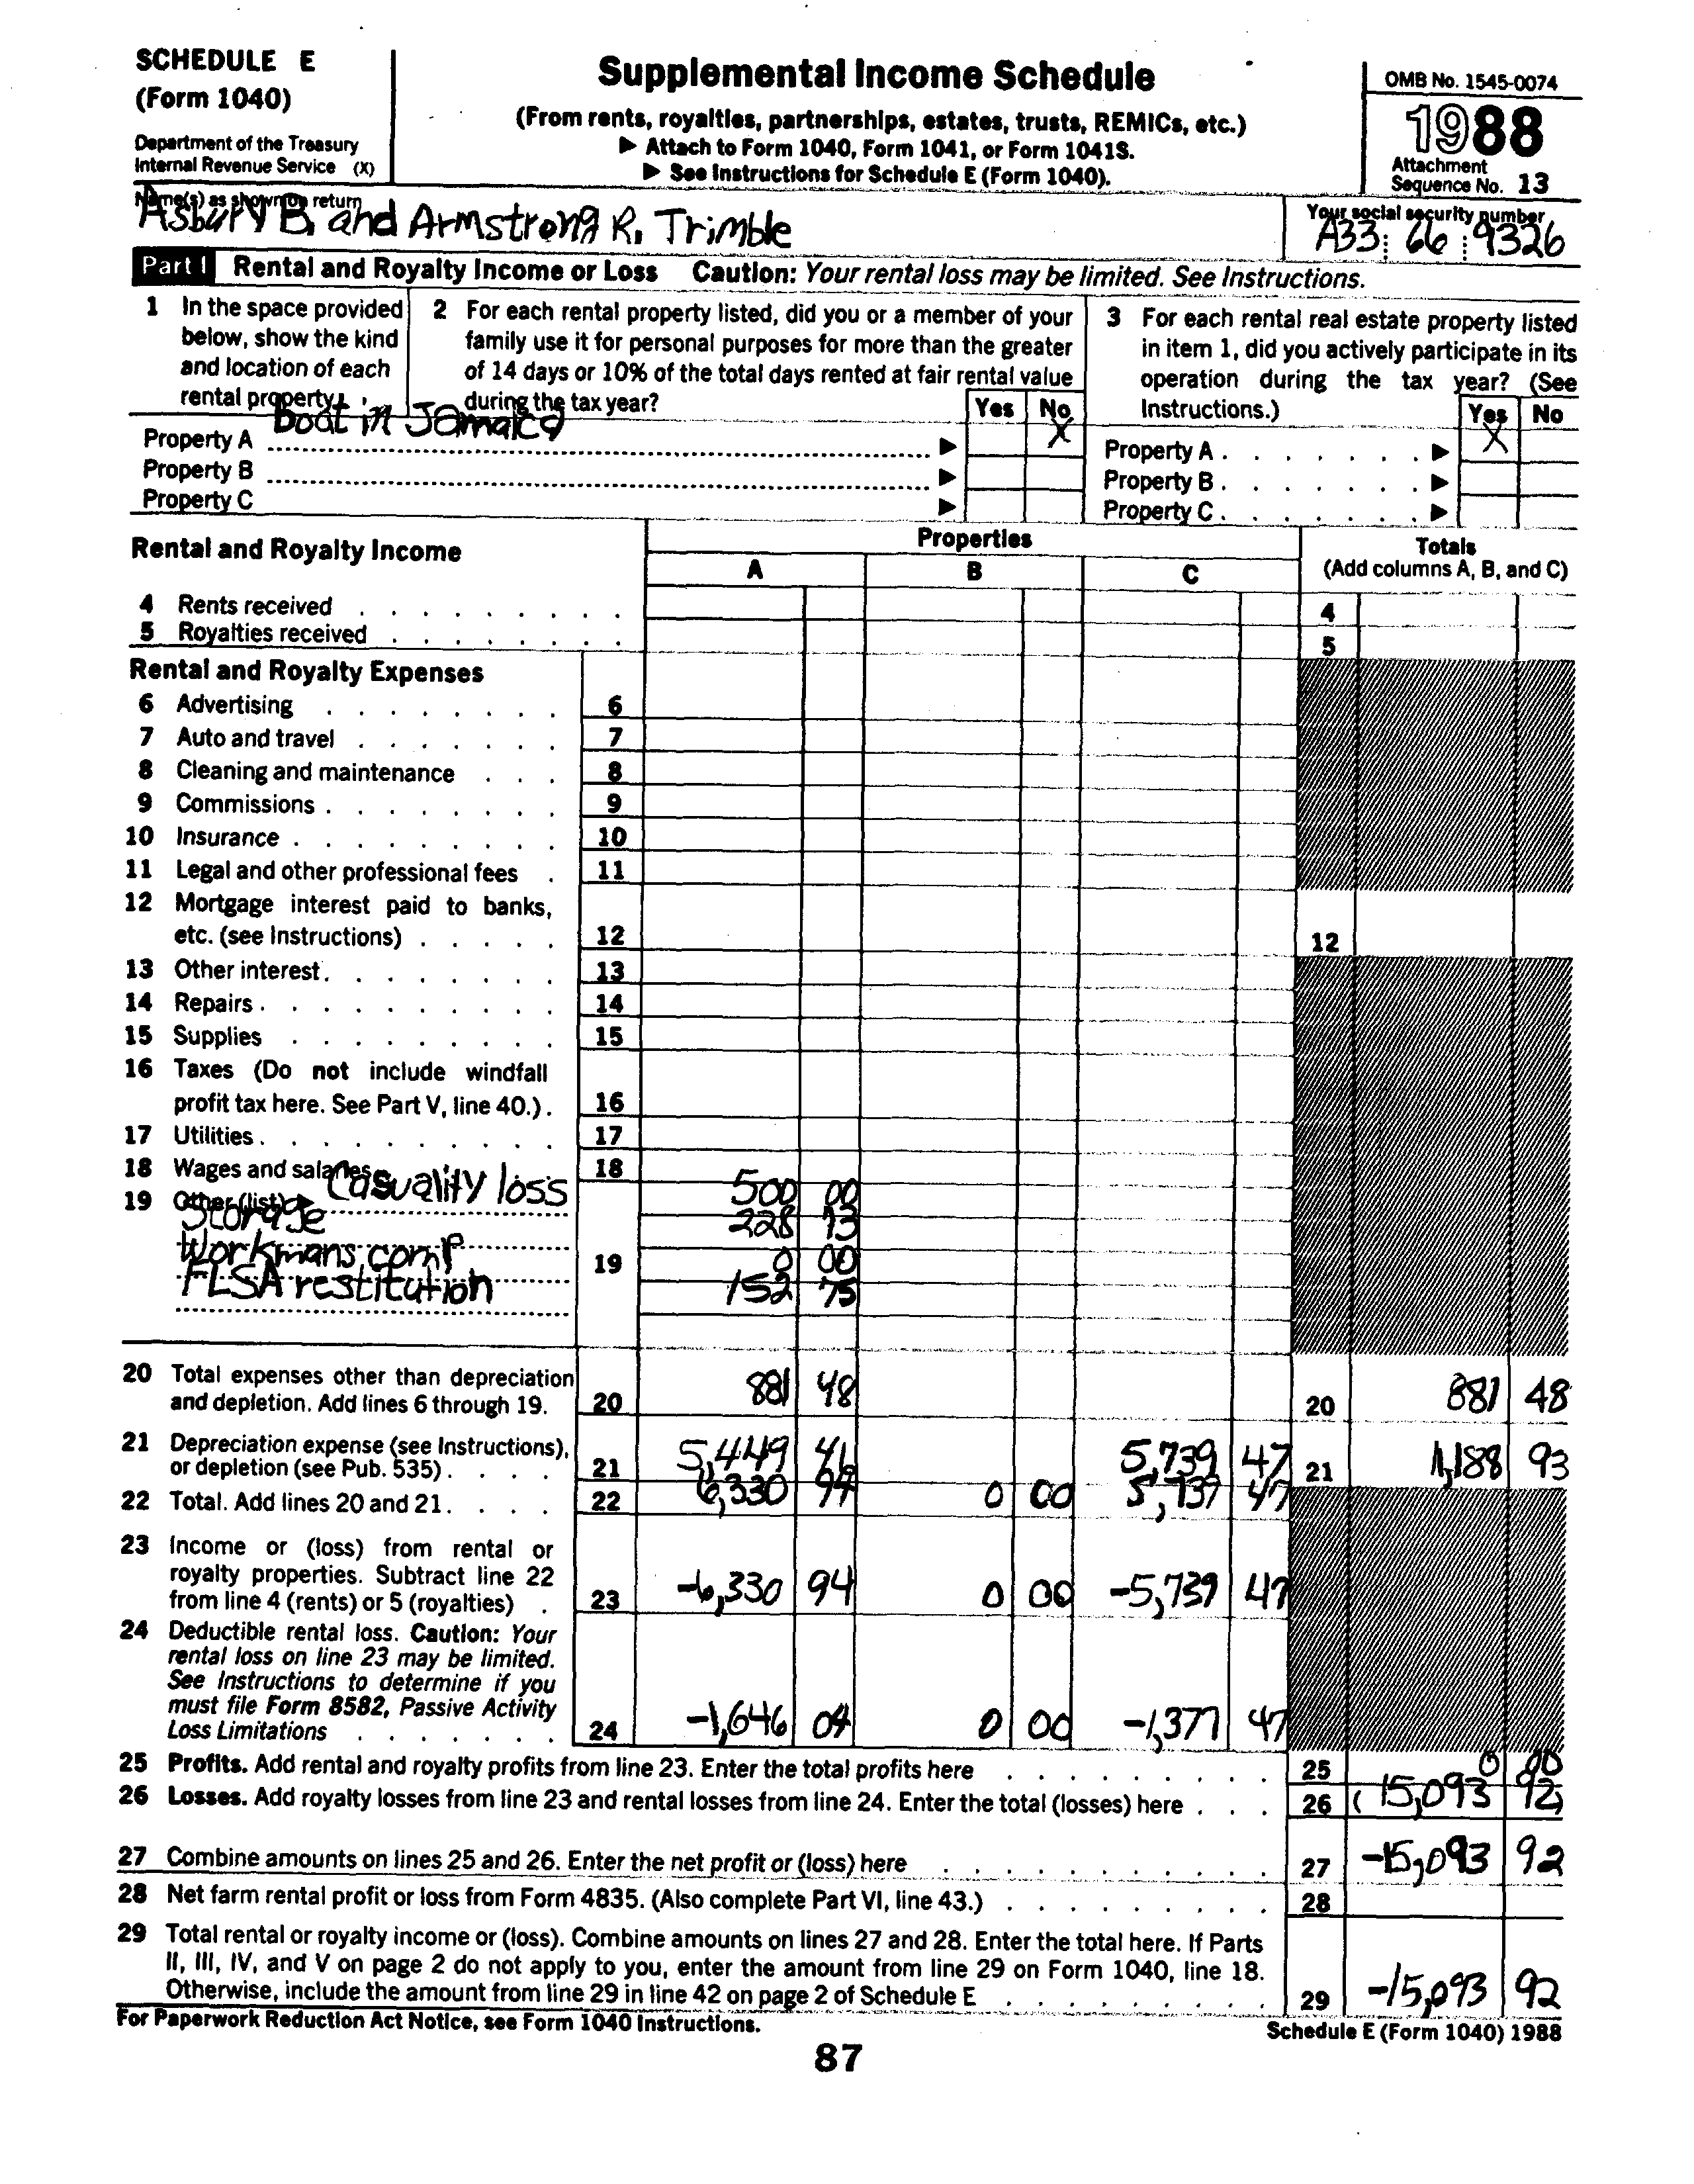 SCHEDULE E
(Form 1040)
Department of the Treasury
Internal Revenue Service (X)
Supplemental Income Schedule
(From rents, royalties, partnerships, estates, trusts, REMICs, etc.)
▶ Attach to Form 1040, Form 1041, or Form 1041S.
▶ See Instructions for Schedule E (Form 1040).
OMB No. 1545-0074
1988
Attachment
Sequence No. 13
Name(s) as shown on return
Asbury B. and Armstrong R. Trimble
Your social security number
A33 66 9326
Part I Rental and Royalty Income or Loss Caution: Your rental loss may be limited. See Instructions.
1 In the space provided
below, show the kind
and location of each
rental property.
2 For each rental property listed, did you or a member of your
family use it for personal purposes for more than the greater
of 14 days or 10% of the total days rented at fair rental value
during the tax year?
Yes No
3 For each rental real estate property listed
in item 1, did you actively participate in its
operation during the tax year? (See
Instructions.)
Yes No
Property A boat in Jamaica ▶ X
Property B ▶
Property C ▶
Property A ▶ X
Property B ▶
Property C ▶
Rental and Royalty Income
Properties
A B C
Totals
(Add columns A, B, and C)
4 Rents received 4
5 Royalties received 5
Rental and Royalty Expenses
6 Advertising 6
7 Auto and travel 7
8 Cleaning and maintenance 8
9 Commissions 9
10 Insurance 10
11 Legal and other professional fees 11
12 Mortgage interest paid to banks,
etc. (see Instructions) 12 12
13 Other interest 13
14 Repairs 14
15 Supplies 15
16 Taxes (Do not include windfall
profit tax here. See Part V, line 40.) 16
17 Utilities 17
18 Wages and salaries 18
19 Other (list) ▶ Casuality loss 500 00
Storage 228 73
Workmans comp 19 0 00
FLSA restitution 152 75
20 Total expenses other than depreciation
and depletion. Add lines 6 through 19. 20 881 48 20 881 48
21 Depreciation expense (see Instructions),
or depletion (see Pub. 535) 21 5,449 46 5,739 47 21 11,188 93
22 Total. Add lines 20 and 21 22 6,330 94 0 00 5,739 47
23 Income or (loss) from rental or
royalty properties. Subtract line 22
from line 4 (rents) or 5 (royalties) 23 -6,330 94 0 00 -5,739 47
24 Deductible rental loss. Caution: Your
rental loss on line 23 may be limited.
See Instructions to determine if you
must file Form 8582, Passive Activity
Loss Limitations 24 -1,646 04 0 00 -1,377 47
25 Profits. Add rental and royalty profits from line 23. Enter the total profits here 25 0 00
26 Losses. Add royalty losses from line 23 and rental losses from line 24. Enter the total (losses) here 26 (15,093 92)
27 Combine amounts on lines 25 and 26. Enter the net profit or (loss) here 27 -15,093 92
28 Net farm rental profit or loss from Form 4835. (Also complete Part VI, line 43.) 28
29 Total rental or royalty income or (loss). Combine amounts on lines 27 and 28. Enter the total here. If Parts
II, III, IV, and V on page 2 do not apply to you, enter the amount from line 29 on Form 1040, line 18.
Otherwise, include the amount from line 29 in line 42 on page 2 of Schedule E 29 -15,093 92
For Paperwork Reduction Act Notice, see Form 1040 Instructions.
Schedule E (Form 1040) 1988
87